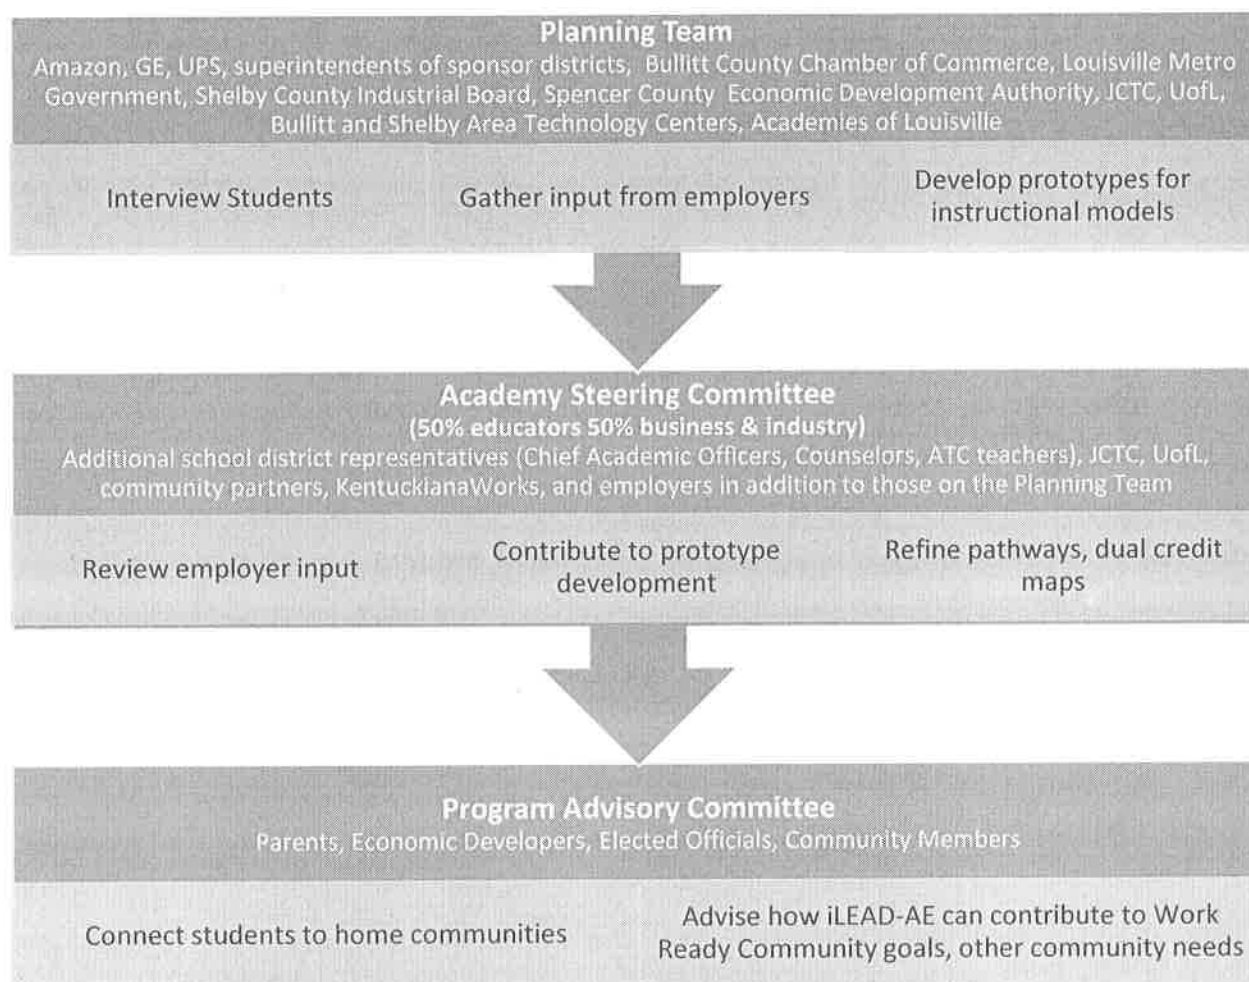 Planning Team
Amazon, GE, UPS, superintendents of sponsor districts, Bullitt County Chamber of Commerce, Louisville Metro
Government, Shelby County Industrial Board, Spencer County Economic Development Authority, JCTC, UofL,
Bullitt and Shelby Area Technology Centers, Academies of Louisville
Interview Students
Gather input from employers
Develop prototypes for
instructional models
Academy Steering Committee
(50% educators 50% business & industry)
Additional school district representatives (Chief Academic Officers, Counselors, ATC teachers), JCTC, UofL,
community partners, KentuckianaWorks, and employers in addition to those on the Planning Team
Review employer input
Contribute to prototype
development
Refine pathways, dual credit
maps
Program Advisory Committee
Parents, Economic Developers, Elected Officials, Community Members
Connect students to home communities
Advise how iLEAD-AE can contribute to Work
Ready Community goals, other community needs